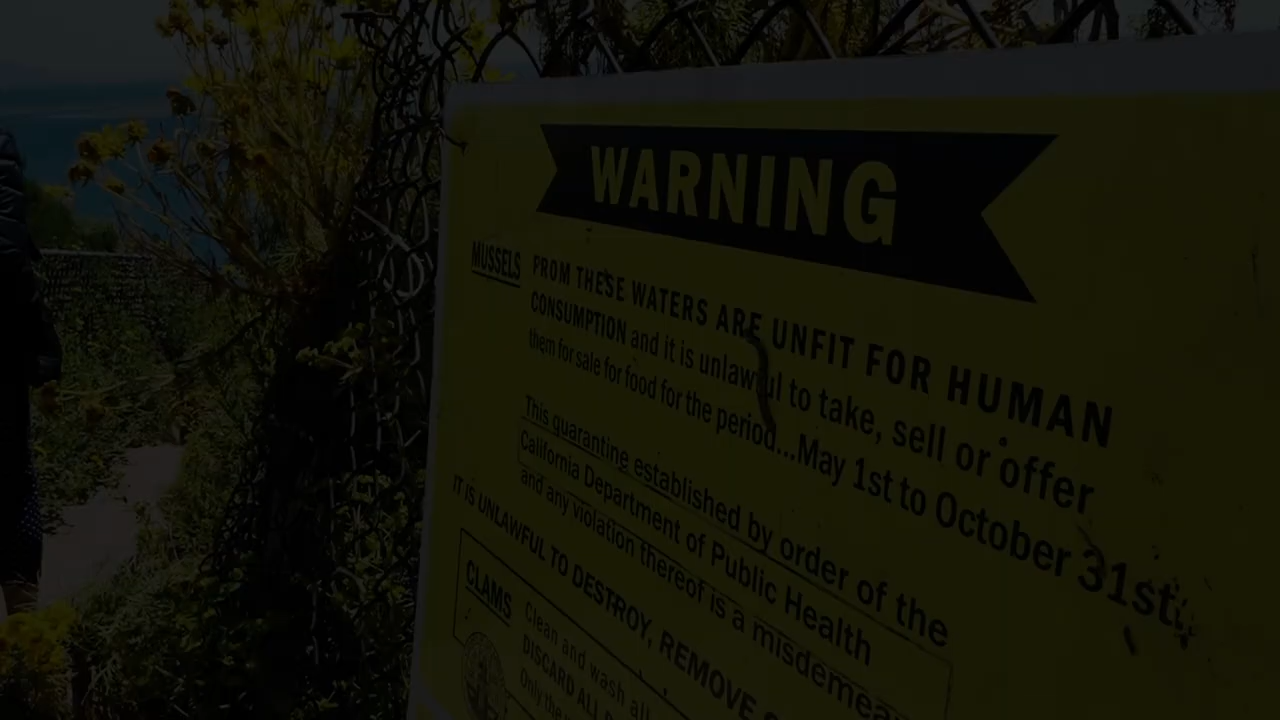 WARNING
MUSSELS FROM THESE WATERS ARE UNFIT FOR HUMAN
CONSUMPTION and it is unlawful to take, sell or offer
them for sale for food for the period...May 1st to October 31st.
This quarantine established by order of the
California Department of Public Health
and any violation thereof is a misdemea
IT IS UNLAWFUL TO DESTROY, REMOVE
CLAMS Clean and wash all
DISCARD ALL
Only the